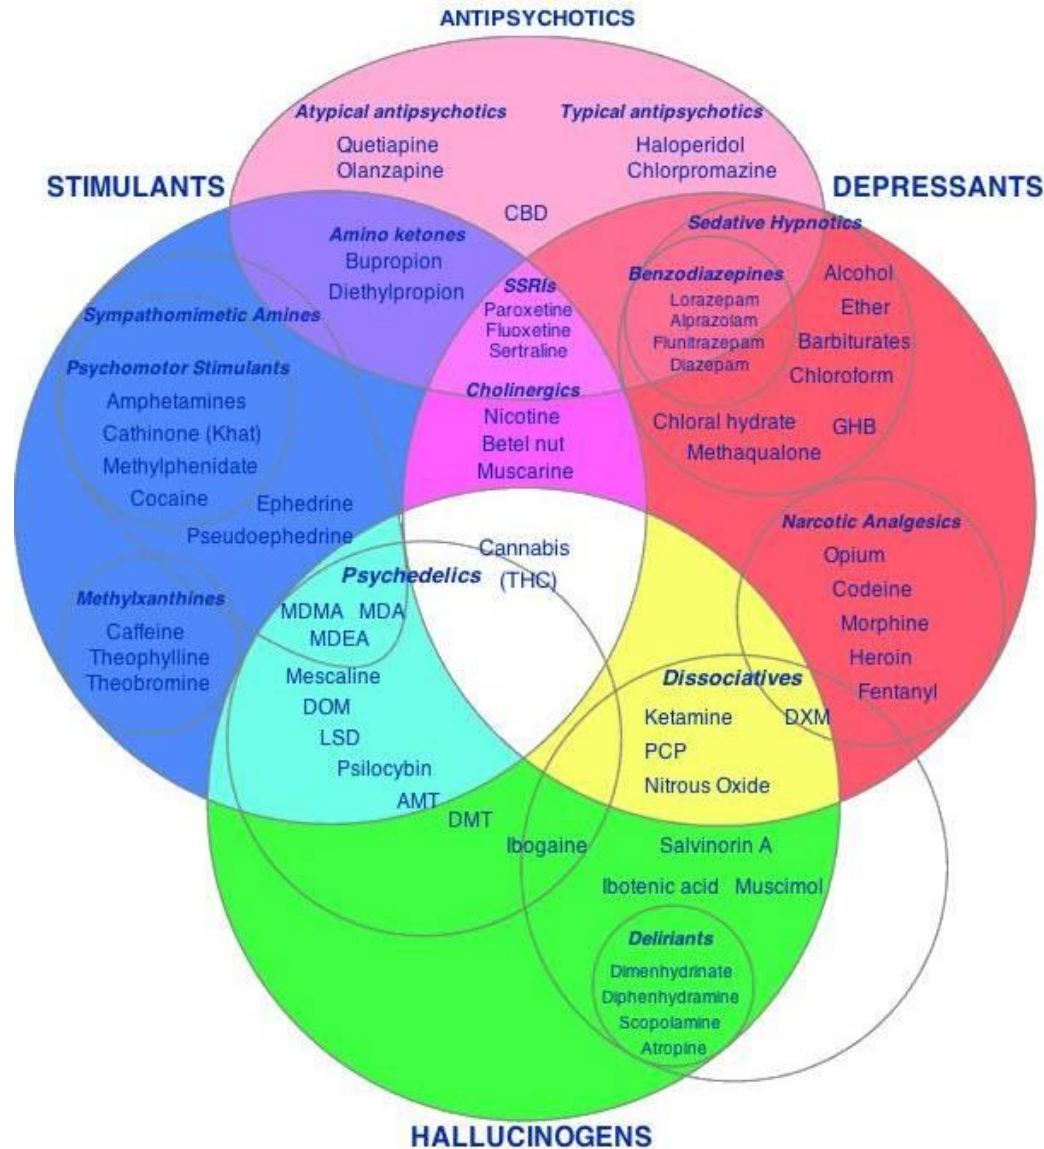 ANTIPSYCHOTICS
Atypical antipsychotics
Typical antipsychotics
Quetiapine
Olanzapine
Haloperidol
Chlorpromazine
STIMULANTS
DEPRESSANTS
CBD
Amino ketones
Bupropion
Diethylpropion
SSRIs
Paroxetine
Fluoxetine
Sertraline
Sedative Hypnotics
Benzodiazepines
Lorazepam
Alprazolam
Flunitrazepam
Diazepam
Alcohol
Ether
Barbiturates
Chloroform
Chloral hydrate
GHB
Methaqualone
Sympathomimetic Amines
Psychomotor Stimulants
Amphetamines
Cathinone (Khat)
Methylphenidate
Cocaine
Ephedrine
Pseudoephedrine
Cholinergics
Nicotine
Betel nut
Muscarine
Narcotic Analgesics
Opium
Codeine
Morphine
Heroin
Fentanyl
Cannabis
(THC)
Methylxanthines
Caffeine
Theophylline
Theobromine
Psychedelics
MDMA MDA
MDEA
Mescaline
DOM
LSD
Psilocybin
AMT
DMT
Ibogaine
Dissociatives
Ketamine
DXM
PCP
Nitrous Oxide
Salvinorin A
Ibotenic acid Muscimol
Deliriants
Dimenhydrinate
Diphenhydramine
Scopolamine
Atropine
HALLUCINOGENS